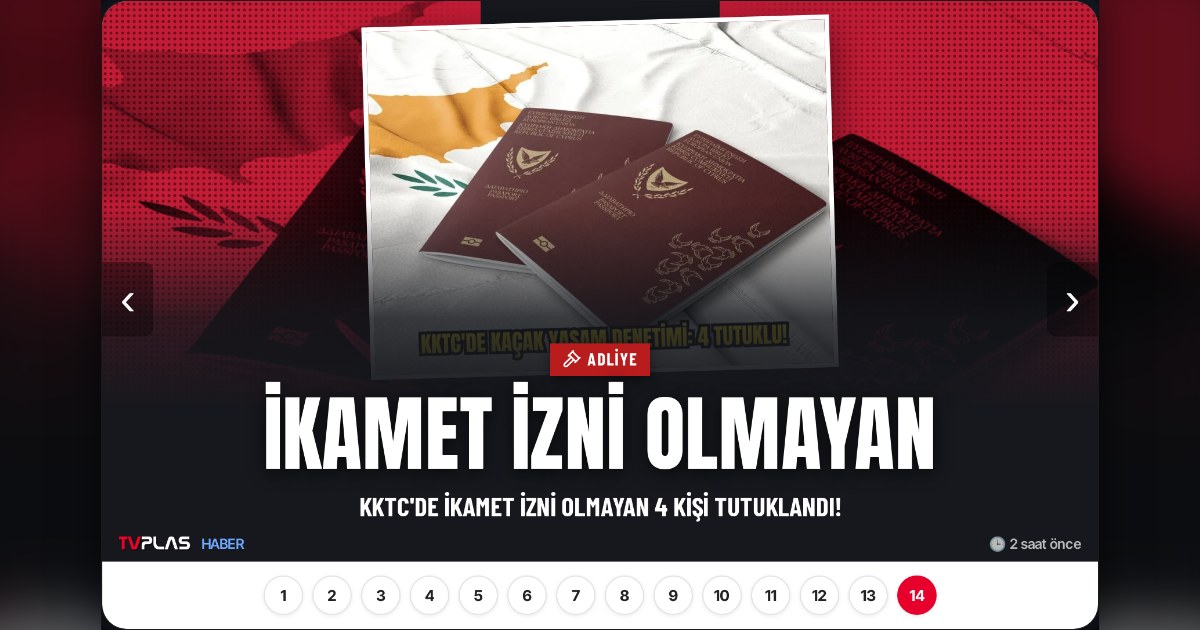 KKTC'DE KAÇAK YAŞAM DENETİMİ: 4 TUTUKLU!
ADLİYE
İKAMET İZNİ OLMAYAN
KKTC'DE İKAMET İZNİ OLMAYAN 4 KİŞİ TUTUKLANDI!
TVPLAS HABER
2 saat önce
1 2 3 4 5 6 7 8 9 10 11 12 13 14